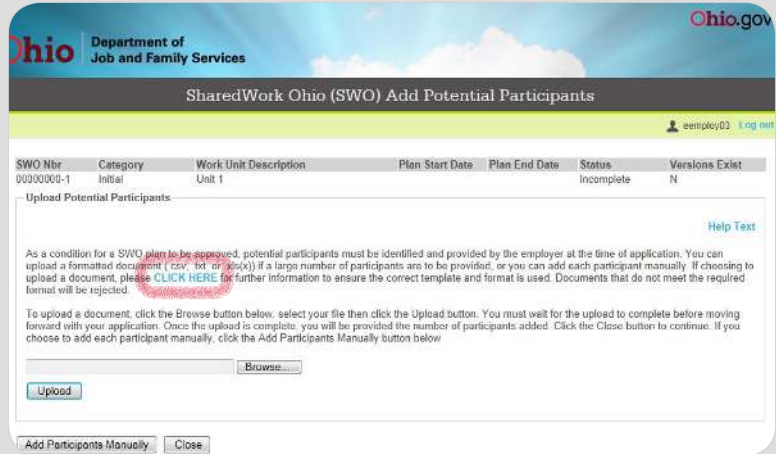 Ohio.gov
Ohio
Department of
Job and Family Services
SharedWork Ohio (SWO) Add Potential Participants
eemploy03 Log out
SWO Nbr Category Work Unit Description Plan Start Date Plan End Date Status Versions Exist
00000000-1 Initial Unit 1 Incomplete N
Upload Potential Participants
Help Text
As a condition for a SWO plan to be approved, potential participants must be identified and provided by the employer at the time of application. You can
upload a formatted document (.csv, .txt or .xls(x)) if a large number of participants are to be provided, or you can add each participant manually. If choosing to
upload a document, please CLICK HERE for further information to ensure the correct template and format is used. Documents that do not meet the required
format will be rejected.
To upload a document, click the Browse button below, select your file then click the Upload button. You must wait for the upload to complete before moving
forward with your application. Once the upload is complete, you will be provided the number of participants added. Click the Close button to continue. If you
choose to add each participant manually, click the Add Participants Manually button below
Browse...
Upload
Add Participants Manually Close